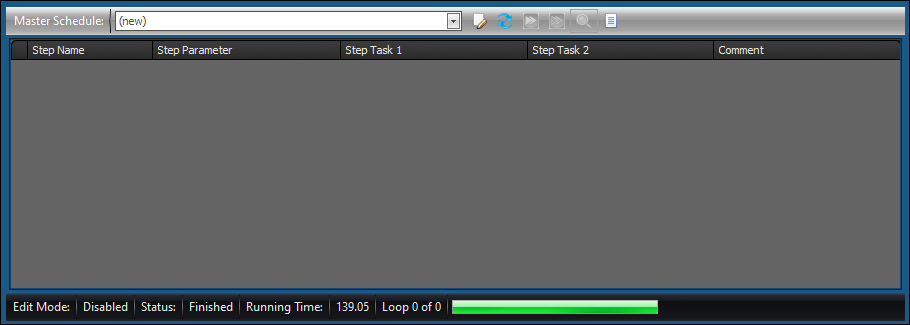 Master Schedule: (new)
Step Name Step Parameter Step Task 1 Step Task 2 Comment
Edit Mode: Disabled Status: Finished Running Time: 139.05 Loop 0 of 0